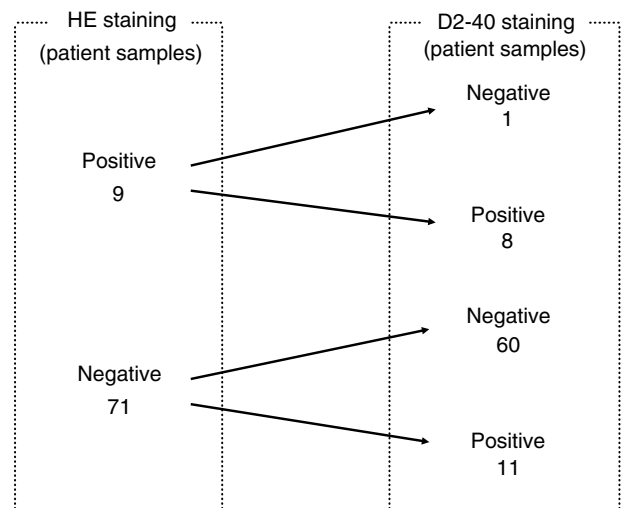 HE staining
(patient samples)
Positive
9
Negative
71
D2-40 staining
(patient samples)
Negative
1
Positive
8
Negative
60
Positive
11